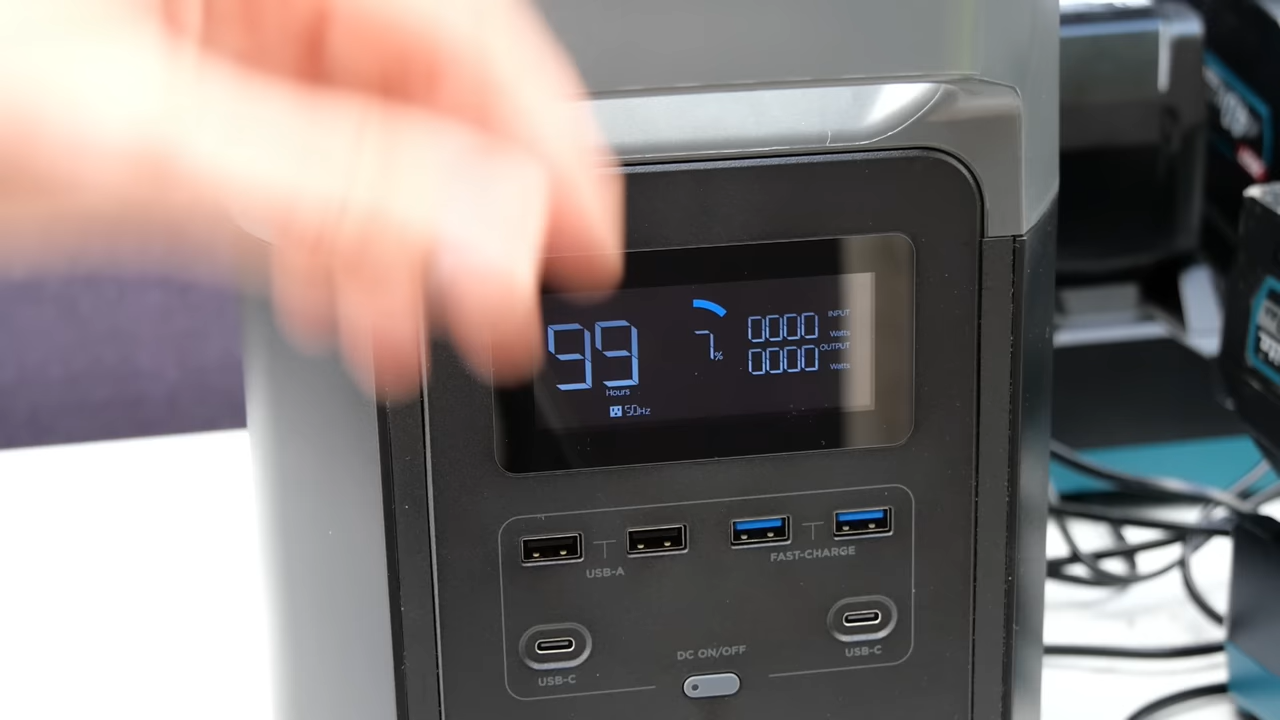 99
Hours
50Hz
7%
0000 INPUT
Watts
0000 OUTPUT
Watts
USB-A
FAST-CHARGE
USB-C
USB-C
DC ON/OFF